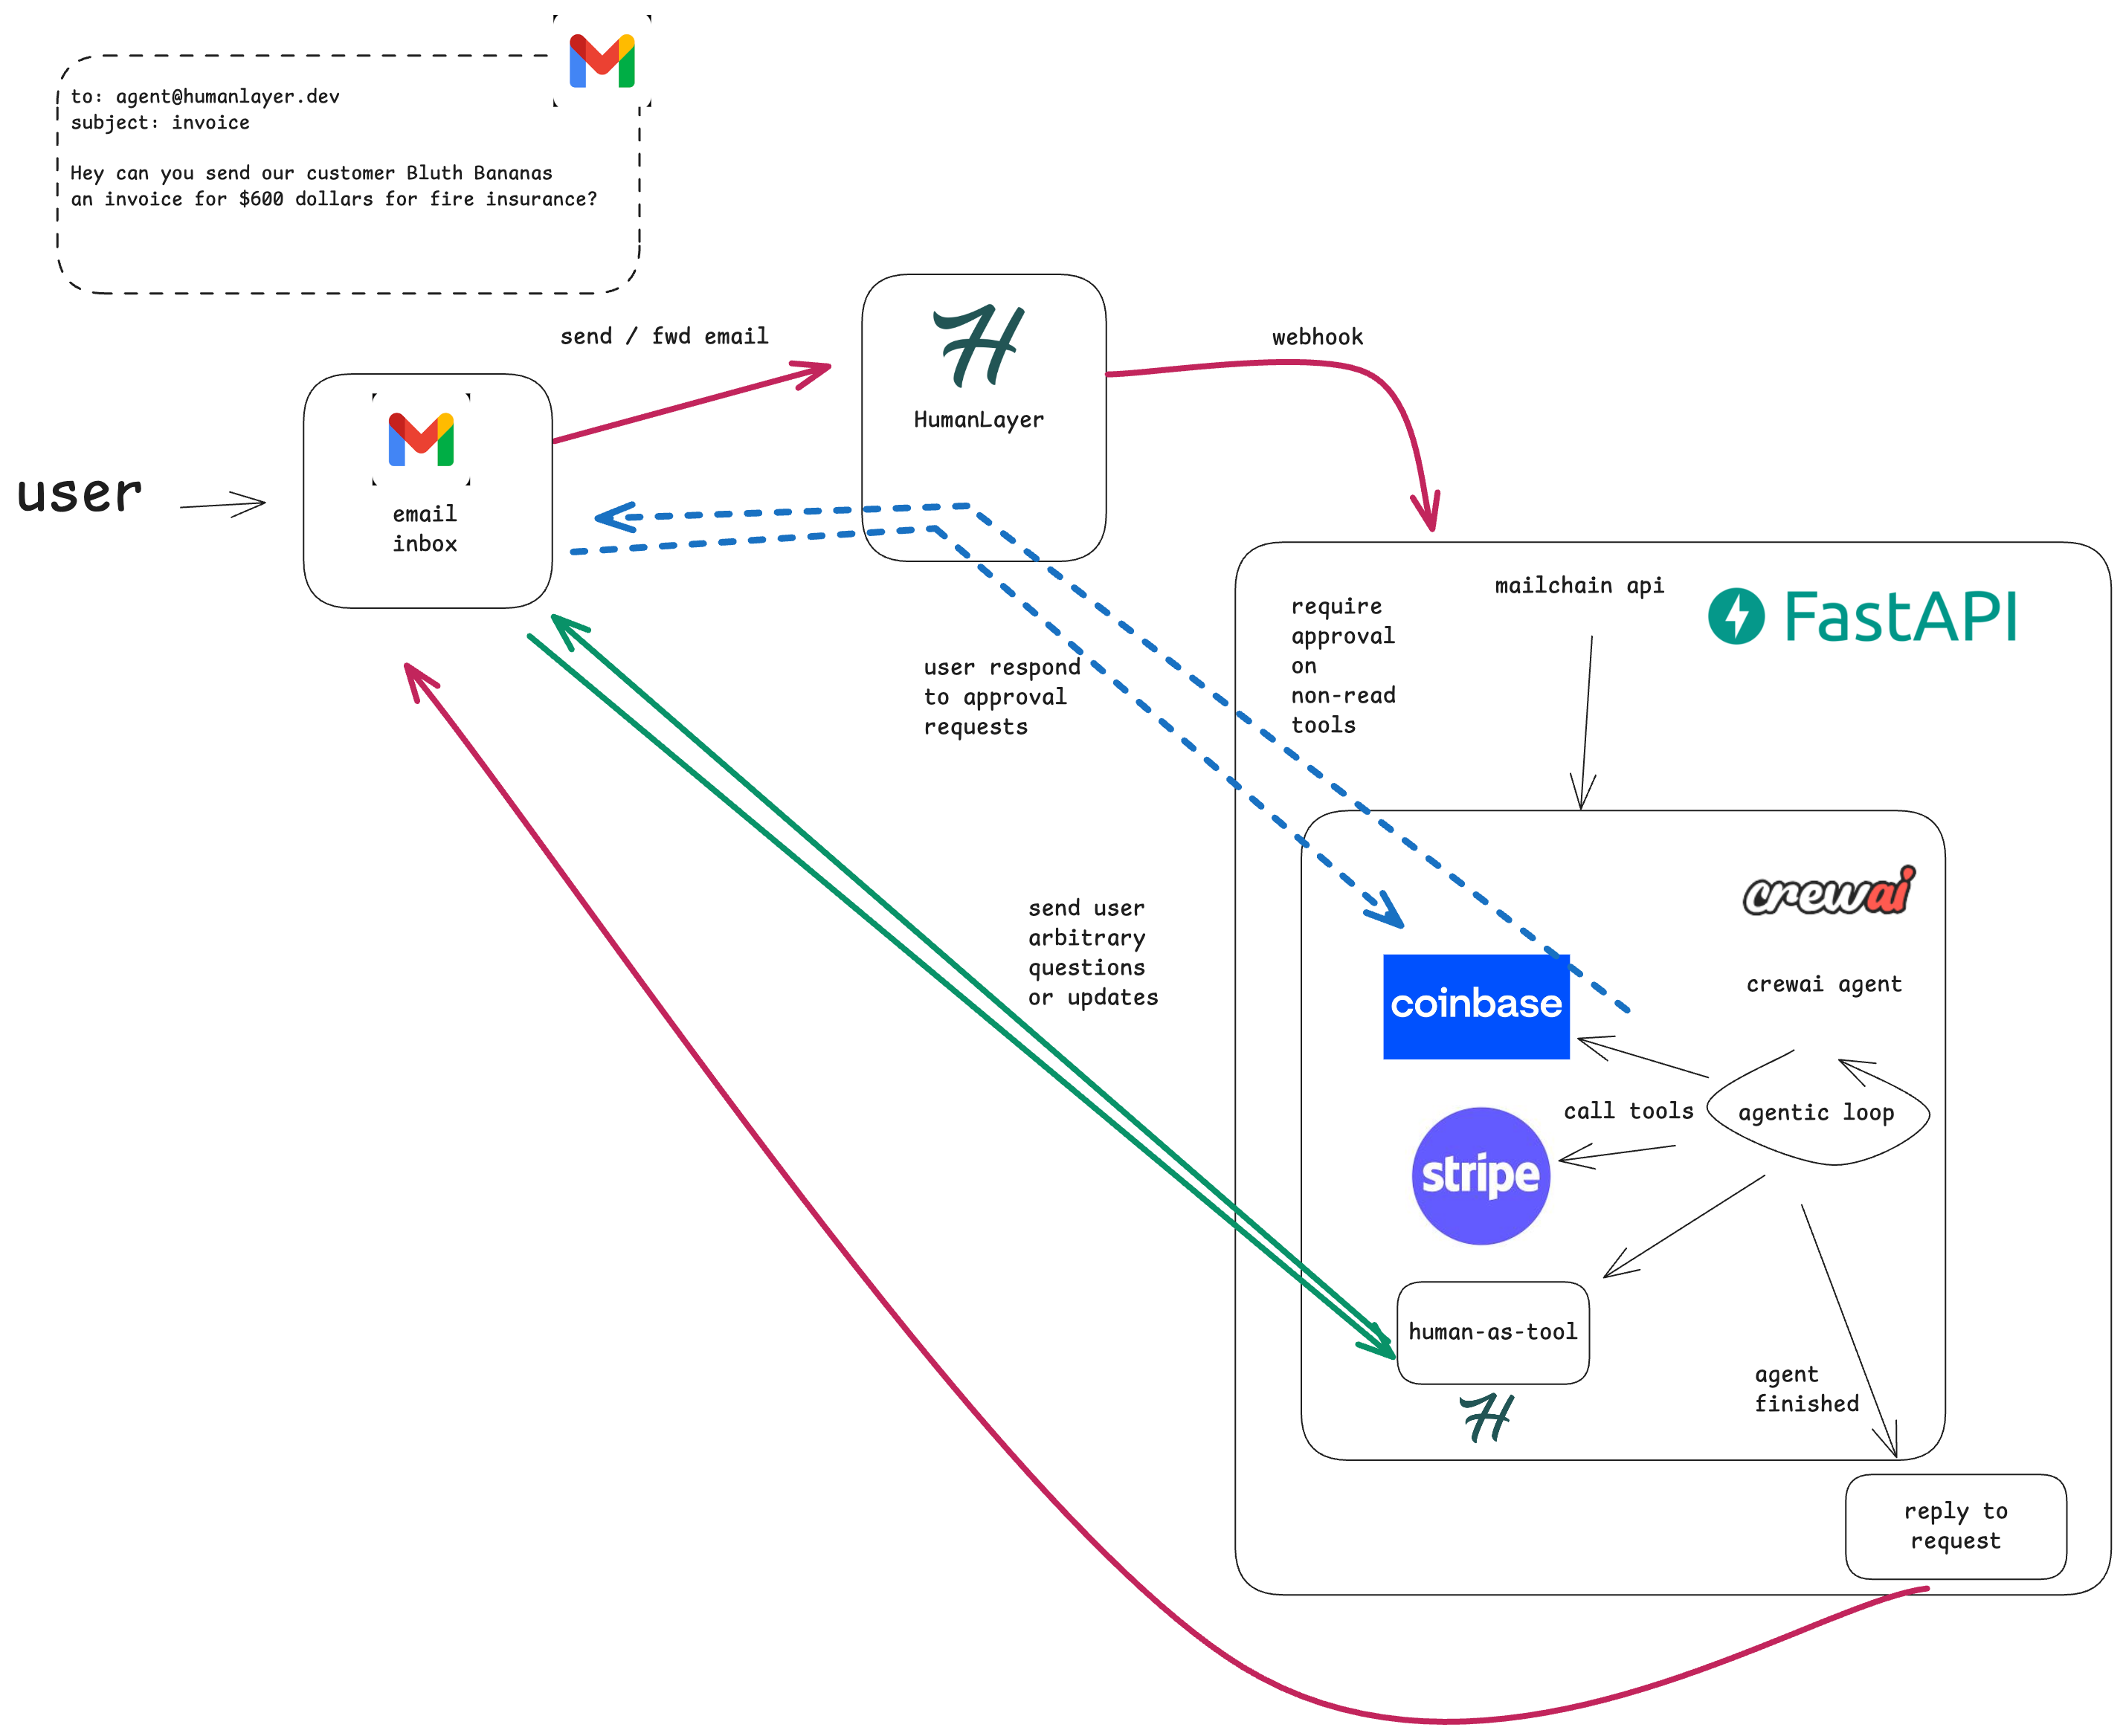 to: agent@humanlayer.dev
subject: invoice
Hey can you send our customer Bluth Bananas
an invoice for $600 dollars for fire insurance?
send / fwd email
webhook
HumanLayer
user
email
inbox
require
approval
on
non-read
tools
mailchain api
FastAPI
user respond
to approval
requests
crewai
crewai agent
send user
arbitrary
questions
or updates
coinbase
call tools
agentic loop
stripe
human-as-tool
agent
finished
reply to
request